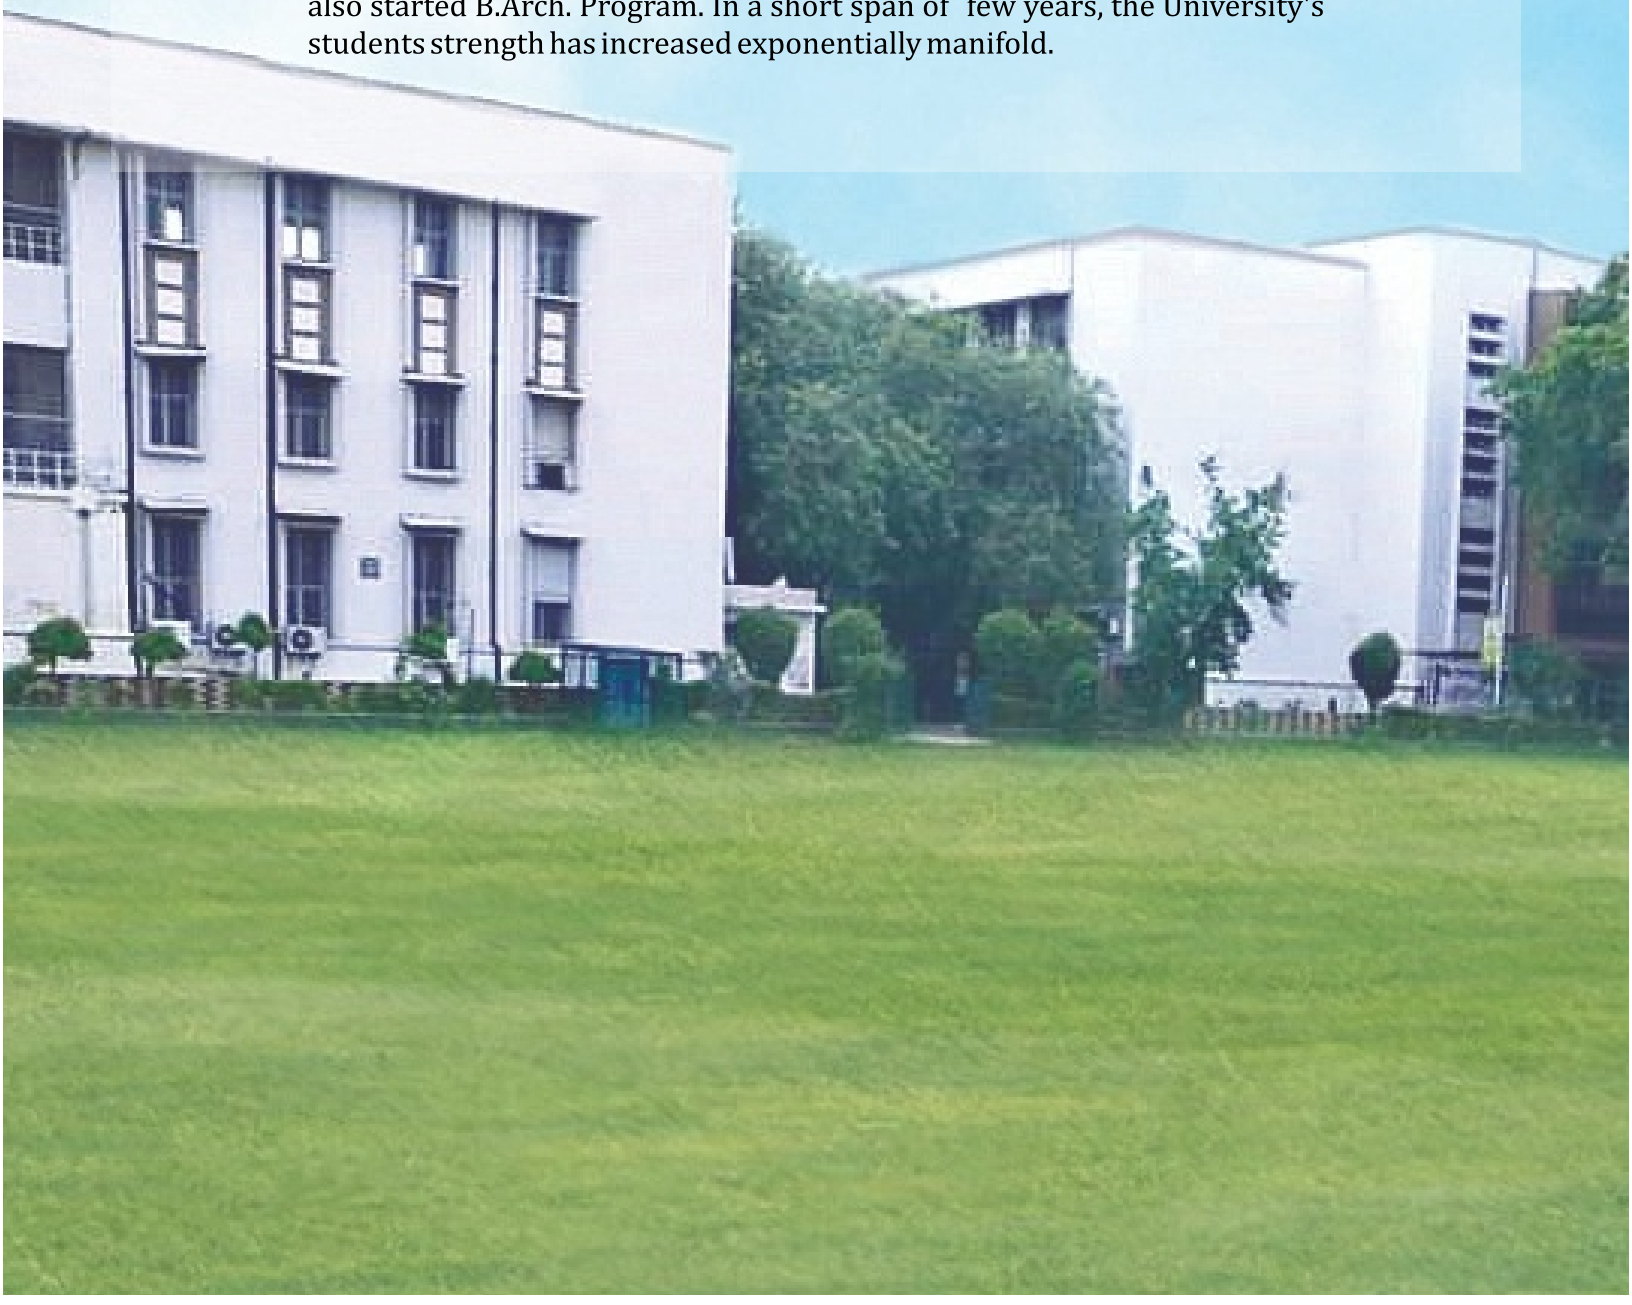 also started B.Arch. Program. In a short span of few years, the University's
students strength has increased exponentially manifold.